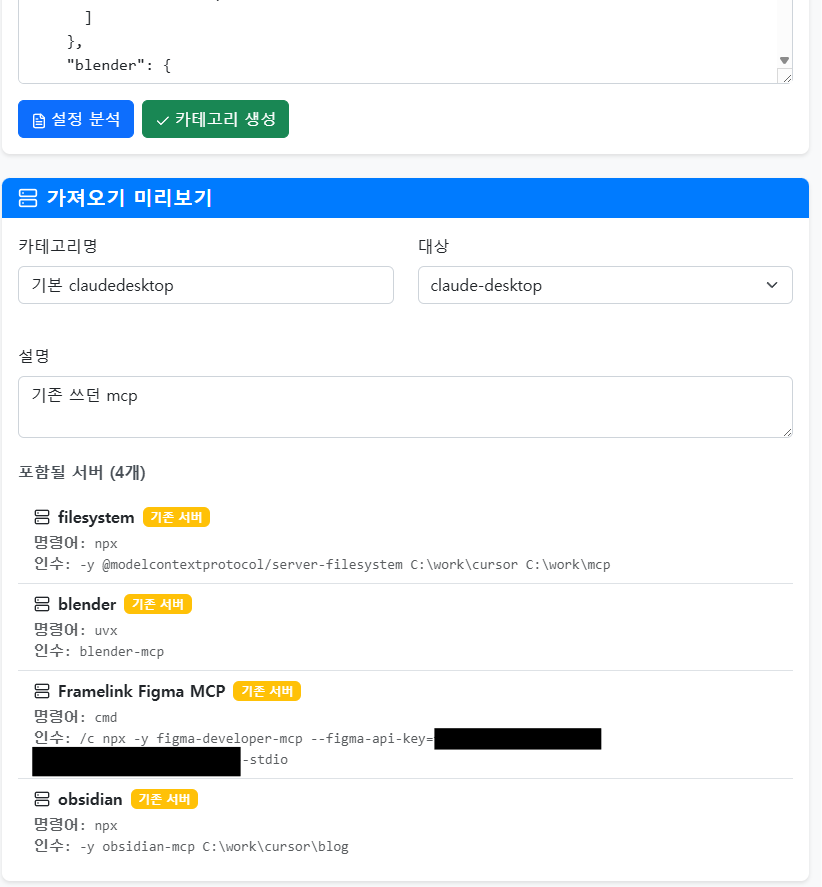 ]
},
"blender": {
설정 분석
카테고리 생성
가져오기 미리보기
카테고리명
대상
기본 claudedesktop
claude-desktop
설명
기존 쓰던 mcp
포함될 서버 (4개)
filesystem 기존 서버
명령어: npx
인수: -y @modelcontextprotocol/server-filesystem C:\work\cursor C:\work\mcp
blender 기존 서버
명령어: uvx
인수: blender-mcp
Framelink Figma MCP 기존 서버
명령어: cmd
인수: /c npx -y figma-developer-mcp --figma-api-key=
-stdio
obsidian 기존 서버
명령어: npx
인수: -y obsidian-mcp C:\work\cursor\blog